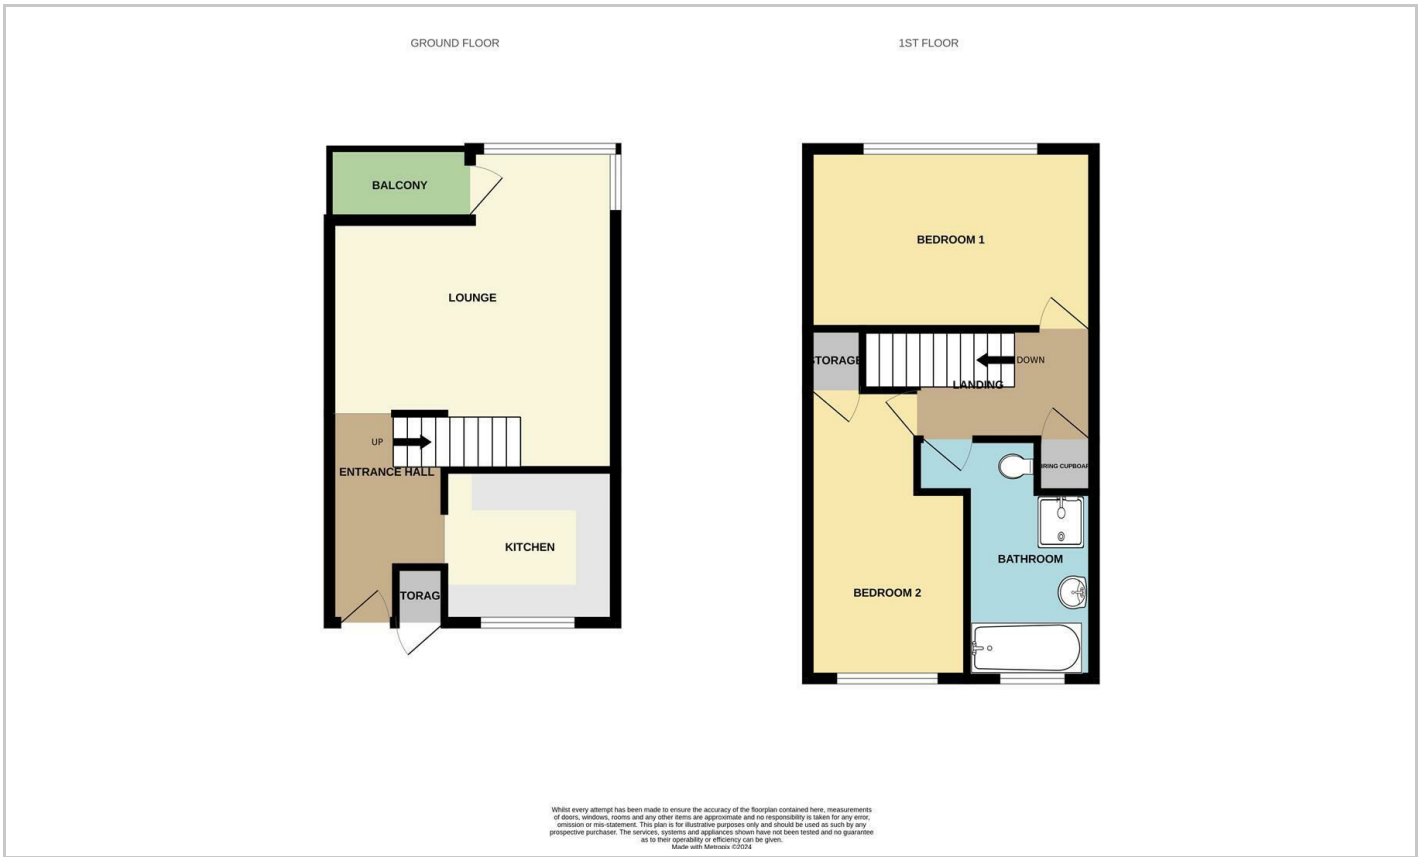 GROUND FLOOR
BALCONY
LOUNGE
UP
ENTRANCE HALL
KITCHEN
TORAG
1ST FLOOR
BEDROOM 1
STORAGE
DOWN
LANDING
IRING CUPBOAR
BATHROOM
BEDROOM 2
Whilst every attempt has been made to ensure the accuracy of the floorplan contained here, measurements
of doors, windows, rooms and any other items are approximate and no responsibility is taken for any error,
omission or mis-statement. This plan is for illustrative purposes only and should be used as such by any
prospective purchaser. The services, systems and appliances shown have not been tested and no guarantee
as to their operability or efficiency can be given.
Made with Metropix ©2024